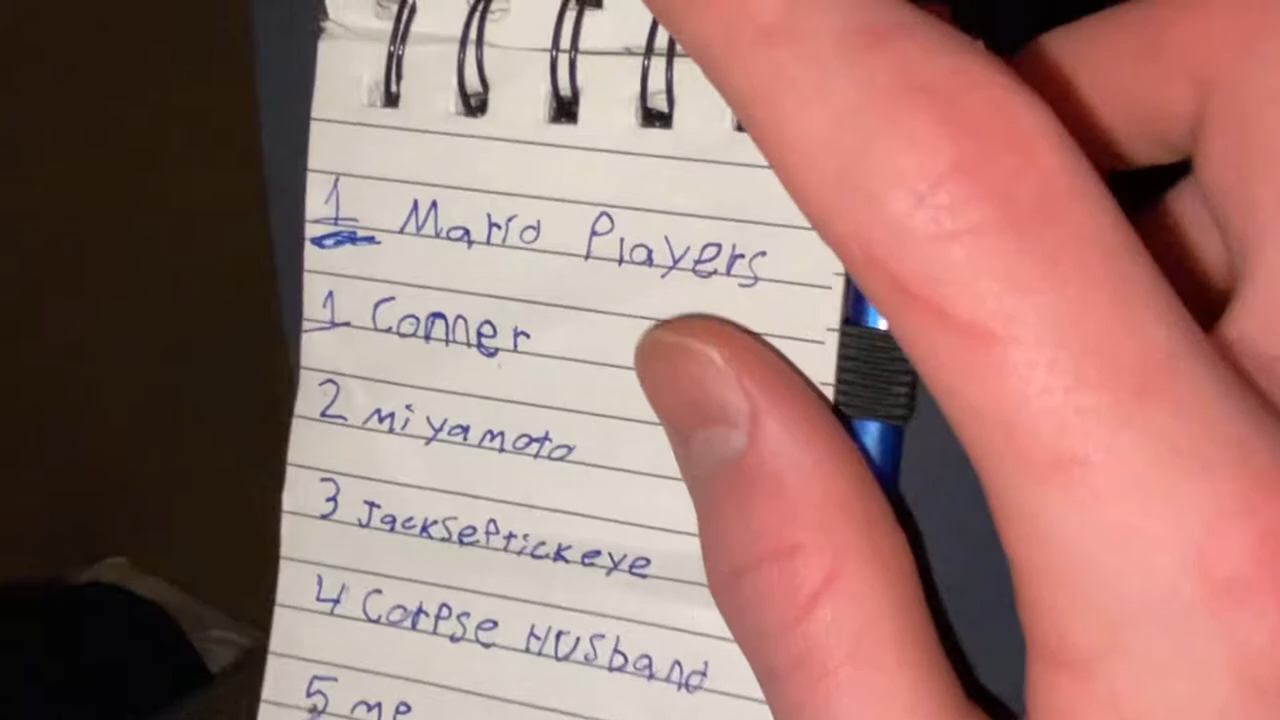 1 Mario Players
1 Conner
2 miyamoto
3 Jacksepticeye
4 Corpse Husband
5 me